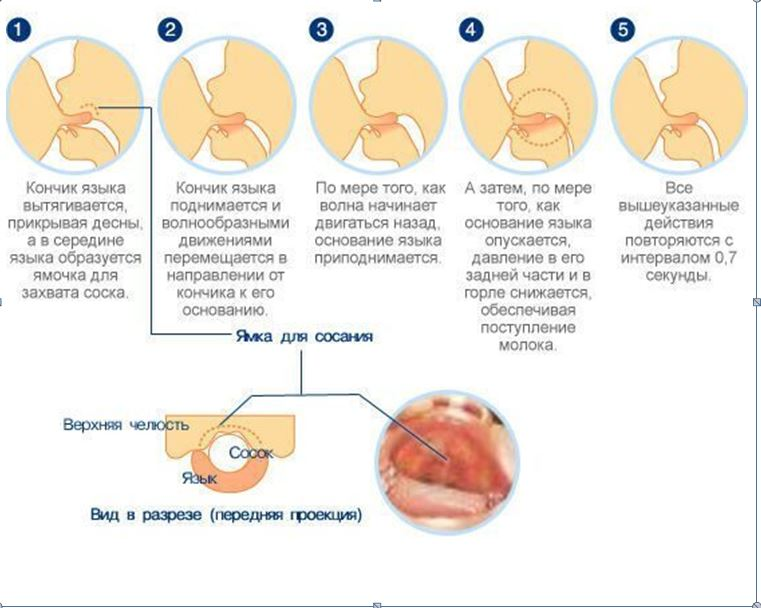 1
2
3
4
5
Кончик языка
вытягивается,
прикрывая десны,
а в середине
языка образуется
ямочка для
захвата соска.
Кончик языка
поднимается и
волнообразными
движениями
перемещается в
направлении от
кончика к его
основанию.
По мере того, как
волна начинает
двигаться назад,
основание языка
приподнимается.
А затем, по мере
того, как
основание языка
опускается,
давление в его
задней части и в
горле снижается,
обеспечивая
поступление
молока.
Все
вышеуказанные
действия
повторяются с
интервалом 0,7
секунды.
Ямка для сосания
Верхняя челюсть
Сосок
Язык
Вид в разрезе (передняя проекция)